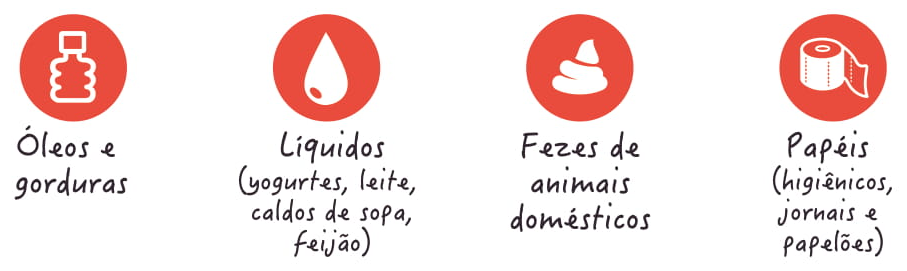 Óleos e
gorduras
Líquidos
(yogurtes, leite,
caldos de sopa,
feijão)
Fezes de
animais
domésticos
Papéis
(higiênicos,
jornais e
papelões)